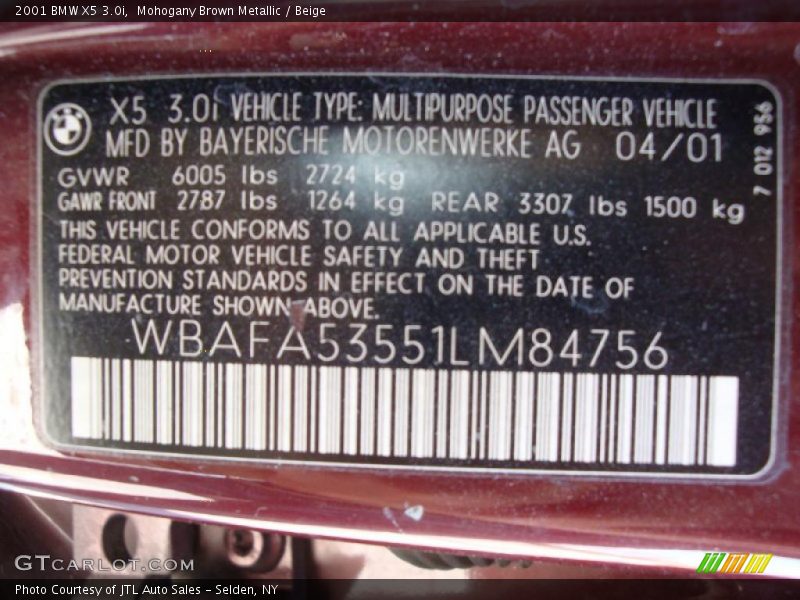 2001 BMW X5 3.0i, Mohogany Brown Metallic / Beige
X5 3.0i VEHICLE TYPE: MULTIPURPOSE PASSENGER VEHICLE
MFD BY BAYERISCHE MOTORENWERKE AG 04/01
7 012 956
GVWR 6005 lbs 2724 kg
GAWR FRONT 2787 lbs 1264 kg REAR 3307 lbs 1500 kg
THIS VEHICLE CONFORMS TO ALL APPLICABLE U.S.
FEDERAL MOTOR VEHICLE SAFETY AND THEFT
PREVENTION STANDARDS IN EFFECT ON THE DATE OF
MANUFACTURE SHOWN ABOVE.
WBAFA53551LM84756
GTCARLOT.COM
Photo Courtesy of JTL Auto Sales - Selden, NY